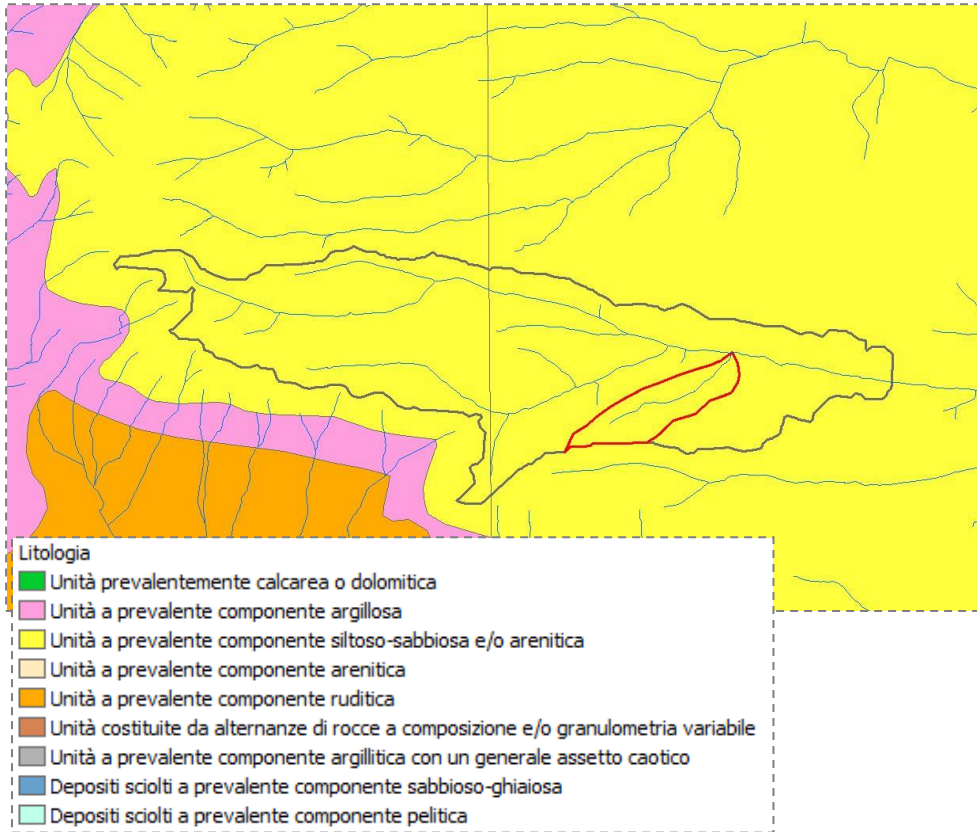 Litologia
Unità prevalentemente calcarea o dolomitica
Unità a prevalente componente argillosa
Unità a prevalente componente siltoso-sabbiosa e/o arenitica
Unità a prevalente componente arenitica
Unità a prevalente componente ruditica
Unità costituite da alternanze di rocce a composizione e/o granulometria variabile
Unità a prevalente componente argillitica con un generale assetto caotico
Depositi sciolti a prevalente componente sabbioso-ghiaiosa
Depositi sciolti a prevalente componente pelitica